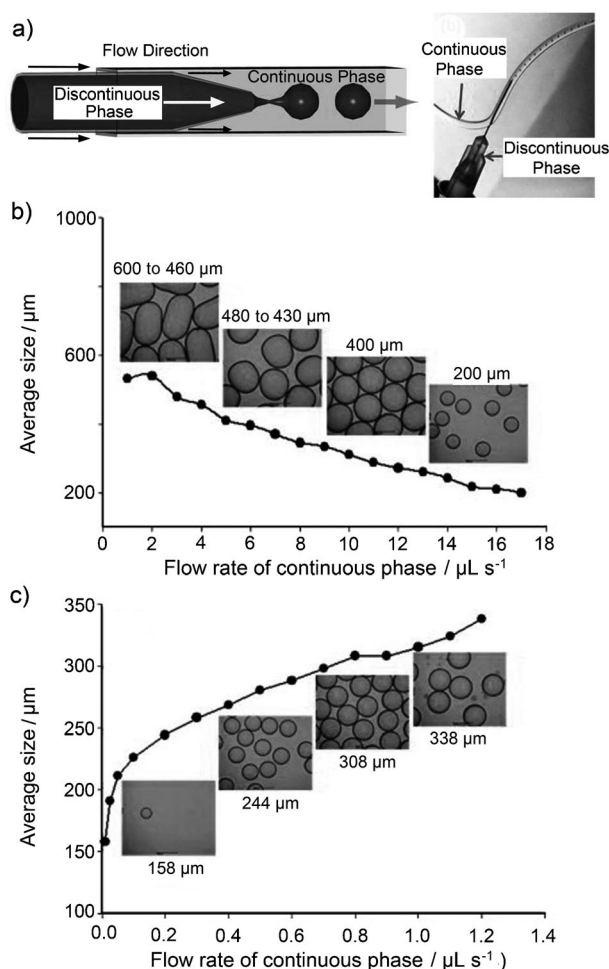 a)
Flow Direction
Continuous Phase
Discontinuous
Phase
(b)
Continuous
Phase
Discontinuous
Phase
b)
1000
600
200
Average size / µm
600 to 460 µm
480 to 430 µm
400 µm
200 µm
0 2 4 6 8 10 12 14 16 18
Flow rate of continuous phase / µL s⁻¹
c)
350
300
250
200
150
100
Average size / µm
158 µm
244 µm
308 µm
338 µm
0.0 0.2 0.4 0.6 0.8 1.0 1.2 1.4
Flow rate of continuous phase / µL s⁻¹)